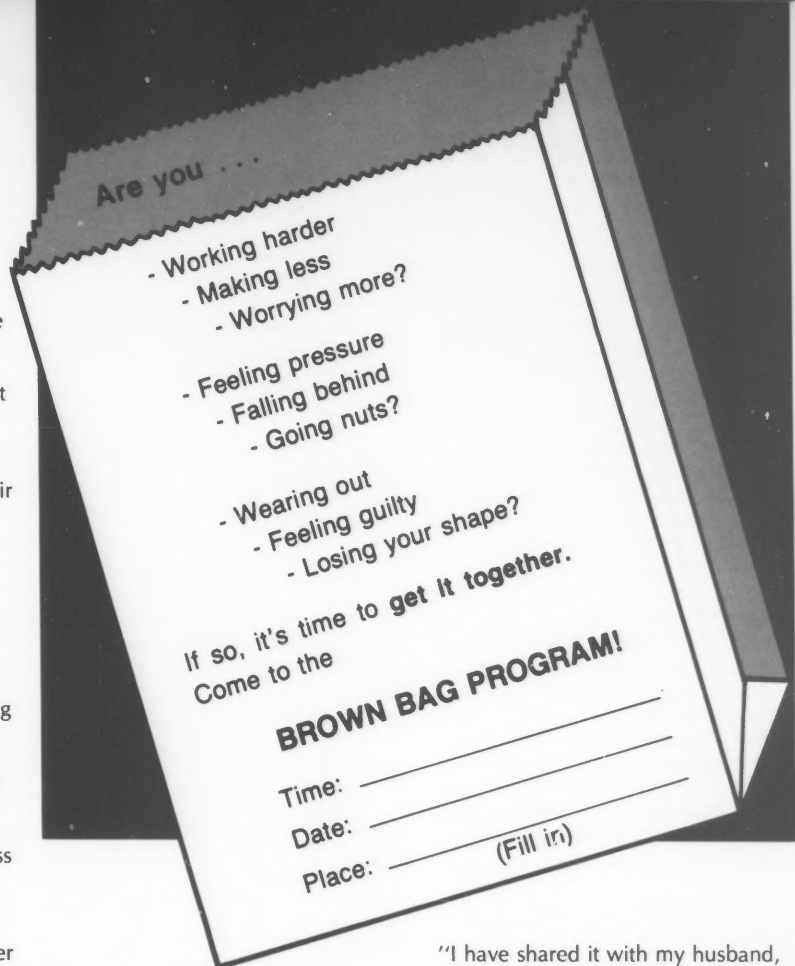 Are you . . .
- Working harder
- Making less
- Worrying more?
- Feeling pressure
- Falling behind
- Going nuts?
- Wearing out
- Feeling guilty
- Losing your shape?
If so, it's time to get it together.
Come to the
BROWN BAG PROGRAM!
Time:
Date:
Place:
(Fill in)
"I have shared it with my husband,